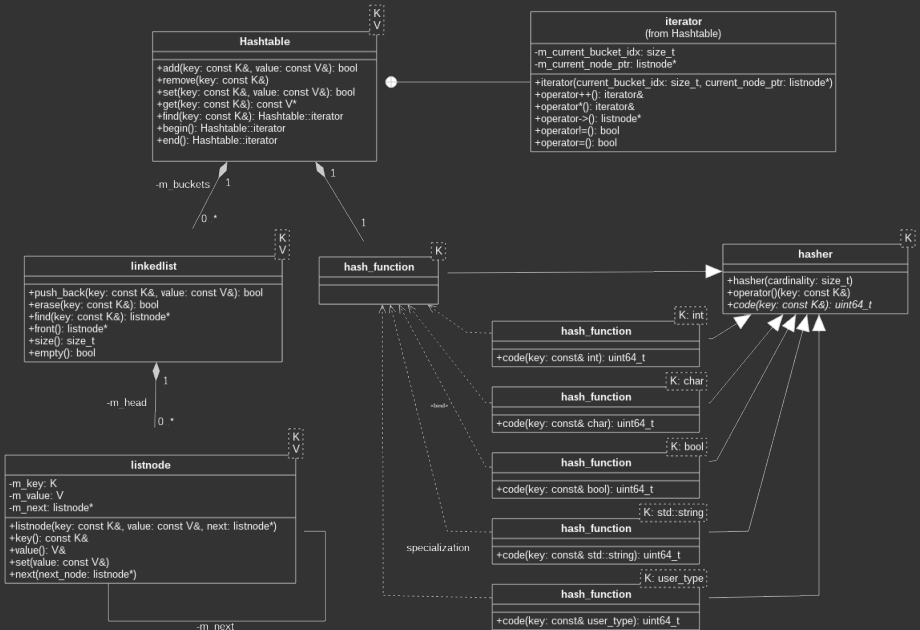 K
V
Hashtable
+add(key: const K&, value: const V&): bool
+remove(key: const K&)
+set(key: const K&, value: const V&): bool
+get(key: const K&): const V*
+find(key: const K&): Hashtable::iterator
+begin(): Hashtable::iterator
+end(): Hashtable::iterator
iterator
(from Hashtable)
-m_current_bucket_idx: size_t
-m_current_node_ptr: listnode*
+iterator(current_bucket_idx: size_t, current_node_ptr: listnode*)
+operator++(): iterator&
+operator*(): iterator&
+operator->(): listnode*
+operator!=(): bool
+operator=(): bool
-m_buckets
1
0 *
1
1
K
V
linkedlist
+push_back(key: const K&, value: const V&): bool
+erase(key: const K&): bool
+find(key: const K&): listnode*
+front(): listnode*
+size(): size_t
+empty(): bool
K
hash_function
K
hasher
+hasher(cardinality: size_t)
+operator()(key: const K&)
+code(key: const K&): uint64_t
K: int
hash_function
+code(key: const& int): uint64_t
K: char
hash_function
+code(key: const& char): uint64_t
K: bool
hash_function
+code(key: const& bool): uint64_t
K: std::string
hash_function
+code(key: const& std::string): uint64_t
K: user_type
hash_function
+code(key: const& user_type): uint64_t
«bind»
specialization
1
-m_head
0 *
K
V
listnode
-m_key: K
-m_value: V
-m_next: listnode*
+listnode(key: const K&, value: const V&, next: listnode*)
+key(): const K&
+value(): V&
+set(value: const V&)
+next(next_node: listnode*)
-m_next